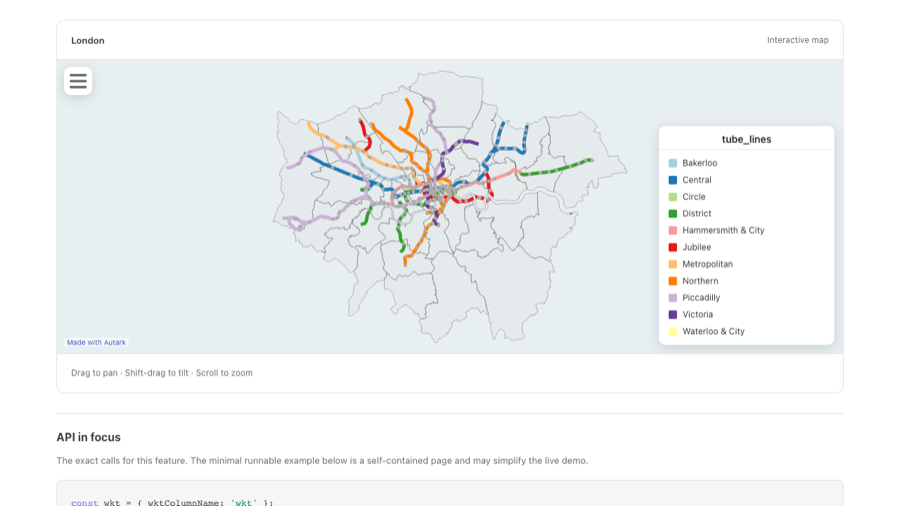 London
Interactive map
tube_lines
Bakerloo
Central
Circle
District
Hammersmith & City
Jubilee
Metropolitan
Northern
Piccadilly
Victoria
Waterloo & City
Made with Autark
Drag to pan · Shift-drag to tilt · Scroll to zoom
API in focus
The exact calls for this feature. The minimal runnable example below is a self-contained page and may simplify the live demo.
const wkt = { wktColumnName: 'wkt' };